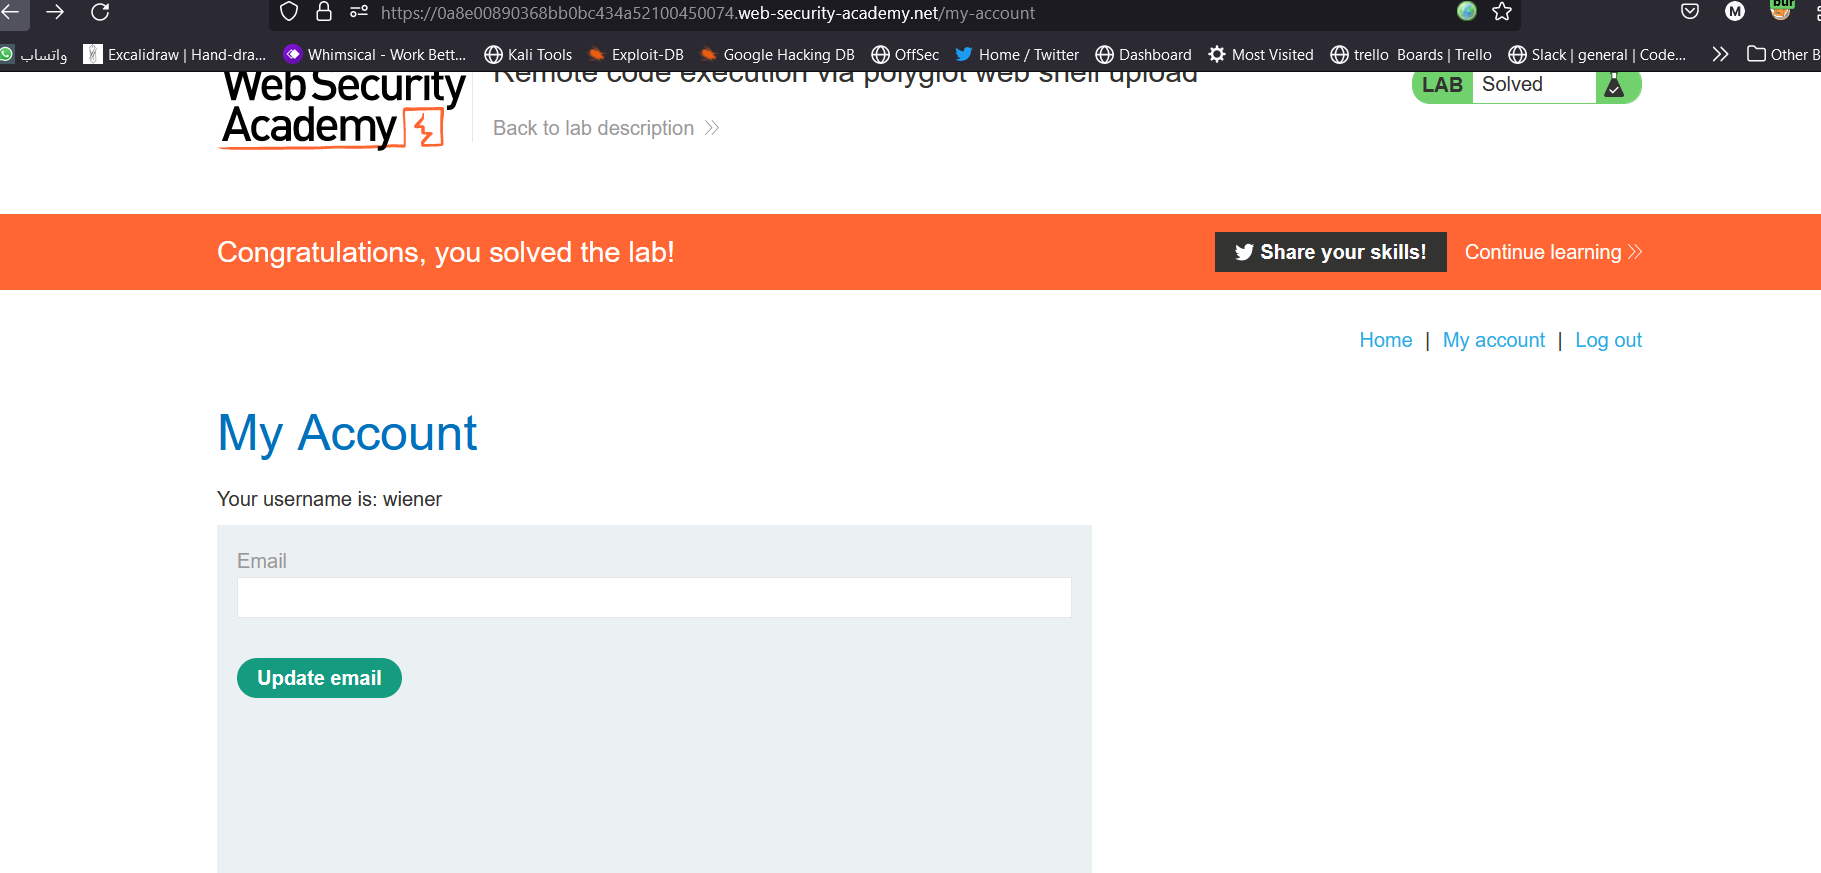 https://0a8e00890368bb0bc434a52100450074.web-security-academy.net/my-account
واتساب Excalidraw | Hand-dra... Whimsical - Work Bett... Kali Tools Exploit-DB Google Hacking DB OffSec Home / Twitter Dashboard Most Visited trello Boards | Trello Slack | general | Code... Other B
Web Security
Academy
Remote code execution via polyglot web shell upload
LAB Solved
Back to lab description
Congratulations, you solved the lab!
Share your skills! Continue learning
Home | My account | Log out
My Account
Your username is: wiener
Email
Update email